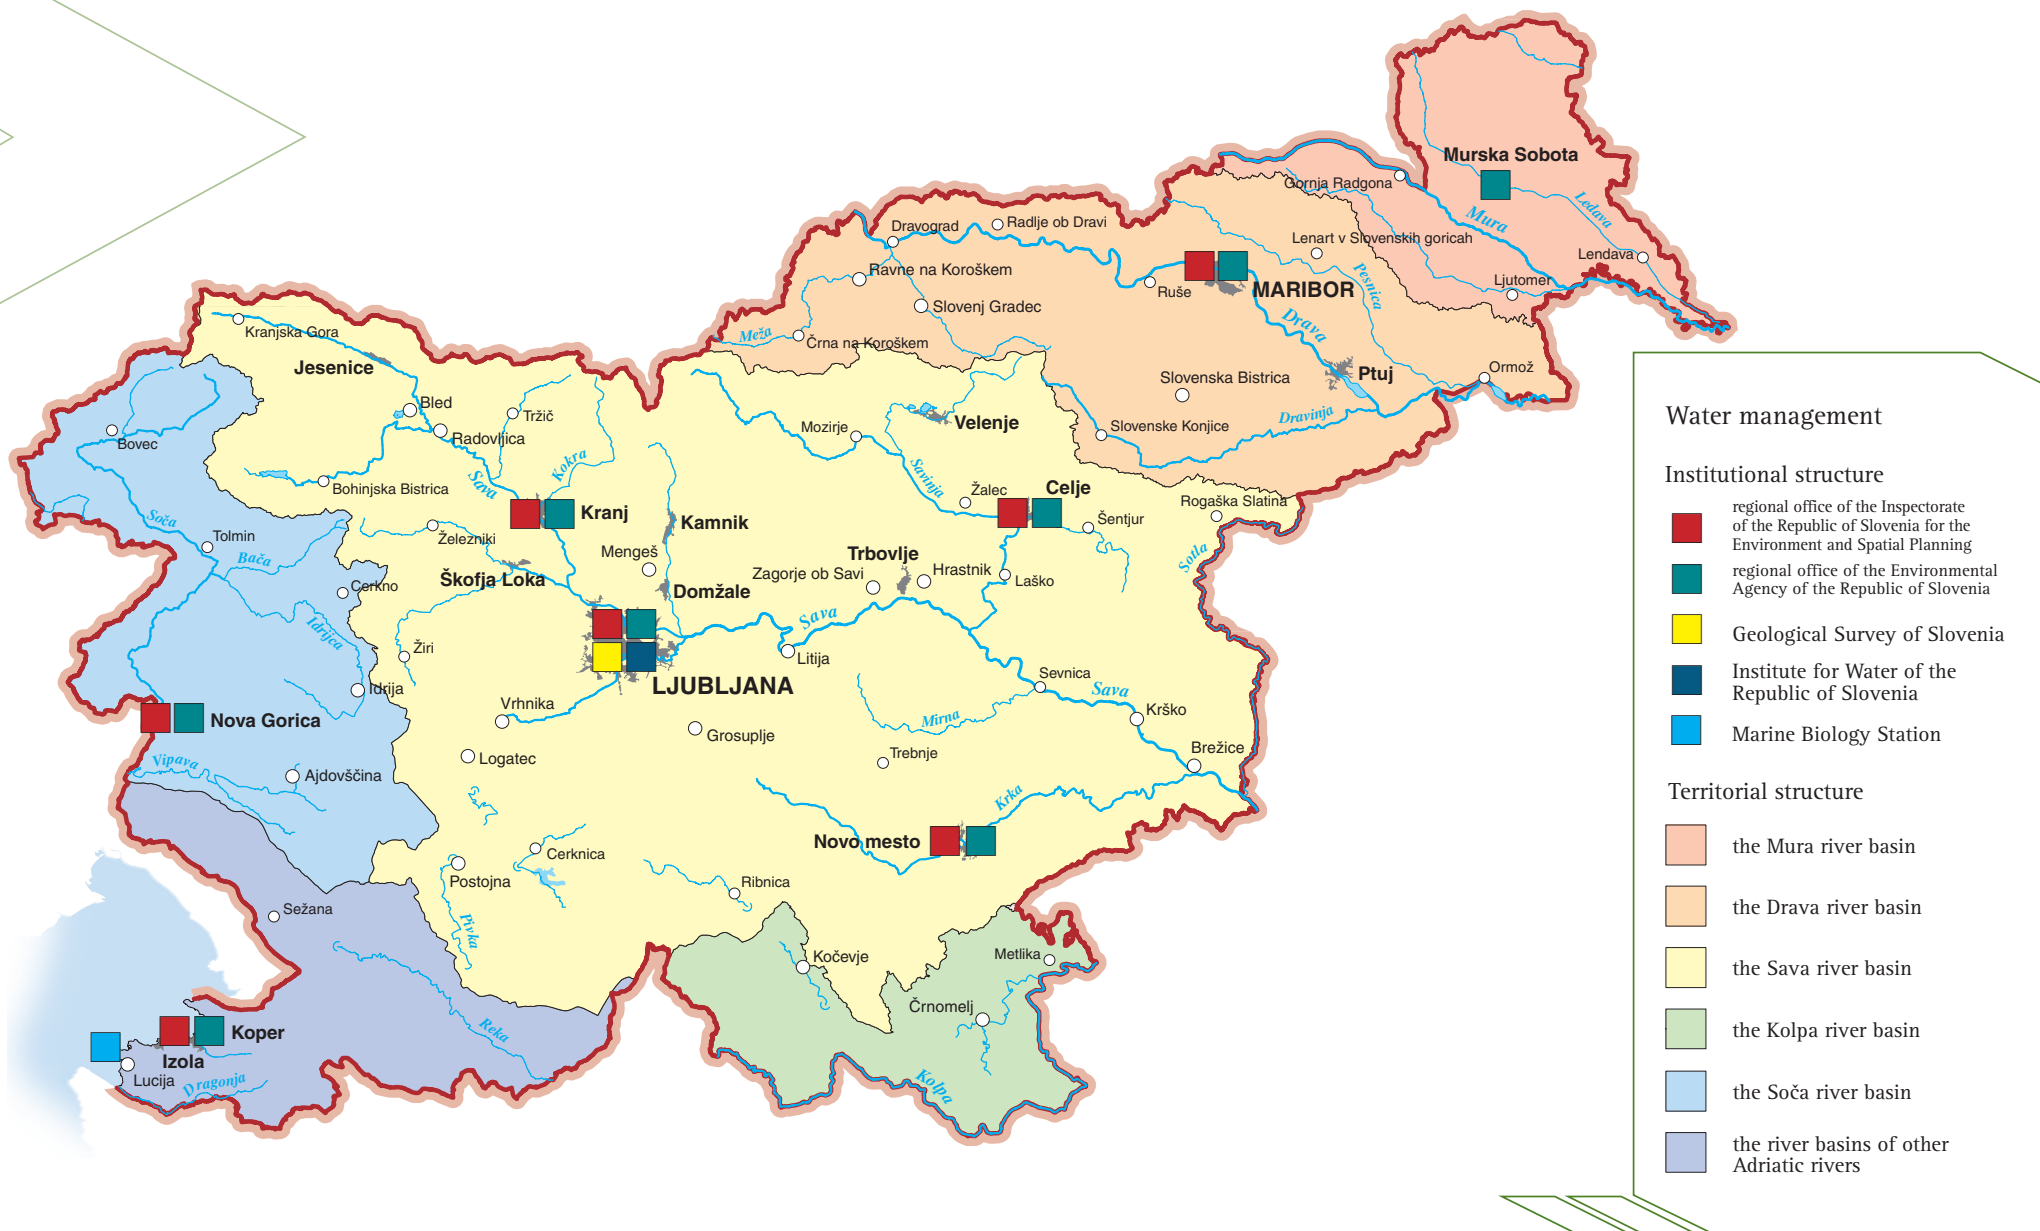 Murska Sobota
Gornja Radgona
Mura
Ledava
Dravograd
Radlje ob Dravi
Lenart v Slovenskih goricah
Lendava
Ravne na Koroškem
Pesnica
Ljutomer
Ruše
MARIBOR
Slovenj Gradec
Drava
Kranjska Gora
Meža
Črna na Koroškem
Jesenice
Ormož
Ptuj
Slovenska Bistrica
Bled
Tržič
Velenje
Dravinja
Mozirje
Slovenske Konjice
Bovec
Radovljica
Kokra
Savinja
Sava
Bohinjska Bistrica
Žalec
Celje
Rogaška Slatina
Kranj
Kamnik
Šentjur
Soča
Tolmin
Železniki
Mengeš
Trbovlje
Sotla
Bača
Škofja Loka
Zagorje ob Savi
Hrastnik
Laško
Cerkno
Domžale
Sava
Idrijca
Žiri
Litija
Sevnica
Idrija
LJUBLJANA
Sava
Vrhnika
Krško
Nova Gorica
Mirna
Grosuplje
Logatec
Trebnje
Brežice
Vipava
Ajdovščina
Krka
Novo mesto
Cerknica
Postojna
Ribnica
Sežana
Pivka
Kočevje
Metlika
Črnomelj
Reka
Koper
Izola
Lucija
Dragonja
Kolpa
Water management
Institutional structure
regional office of the Inspectorate
of the Republic of Slovenia for the
Environment and Spatial Planning
regional office of the Environmental
Agency of the Republic of Slovenia
Geological Survey of Slovenia
Institute for Water of the
Republic of Slovenia
Marine Biology Station
Territorial structure
the Mura river basin
the Drava river basin
the Sava river basin
the Kolpa river basin
the Soča river basin
the river basins of other
Adriatic rivers